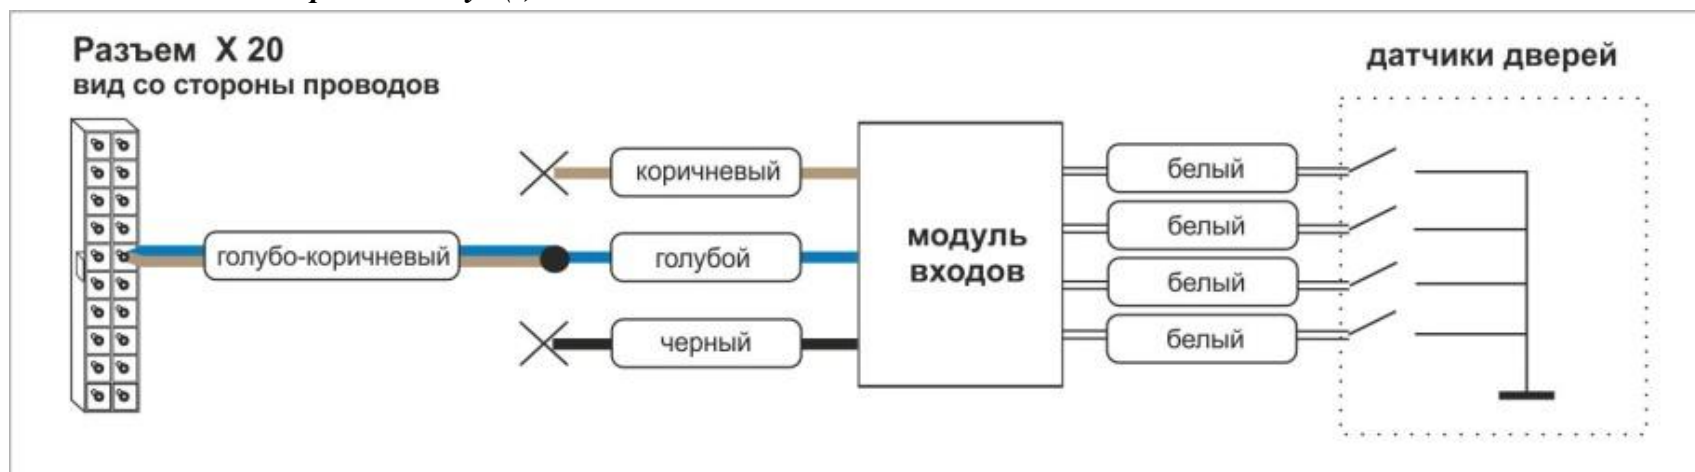 Разъем X 20
вид со стороны проводов
датчики дверей
коричневый
голубо-коричневый
голубой
черный
модуль
входов
белый
белый
белый
белый